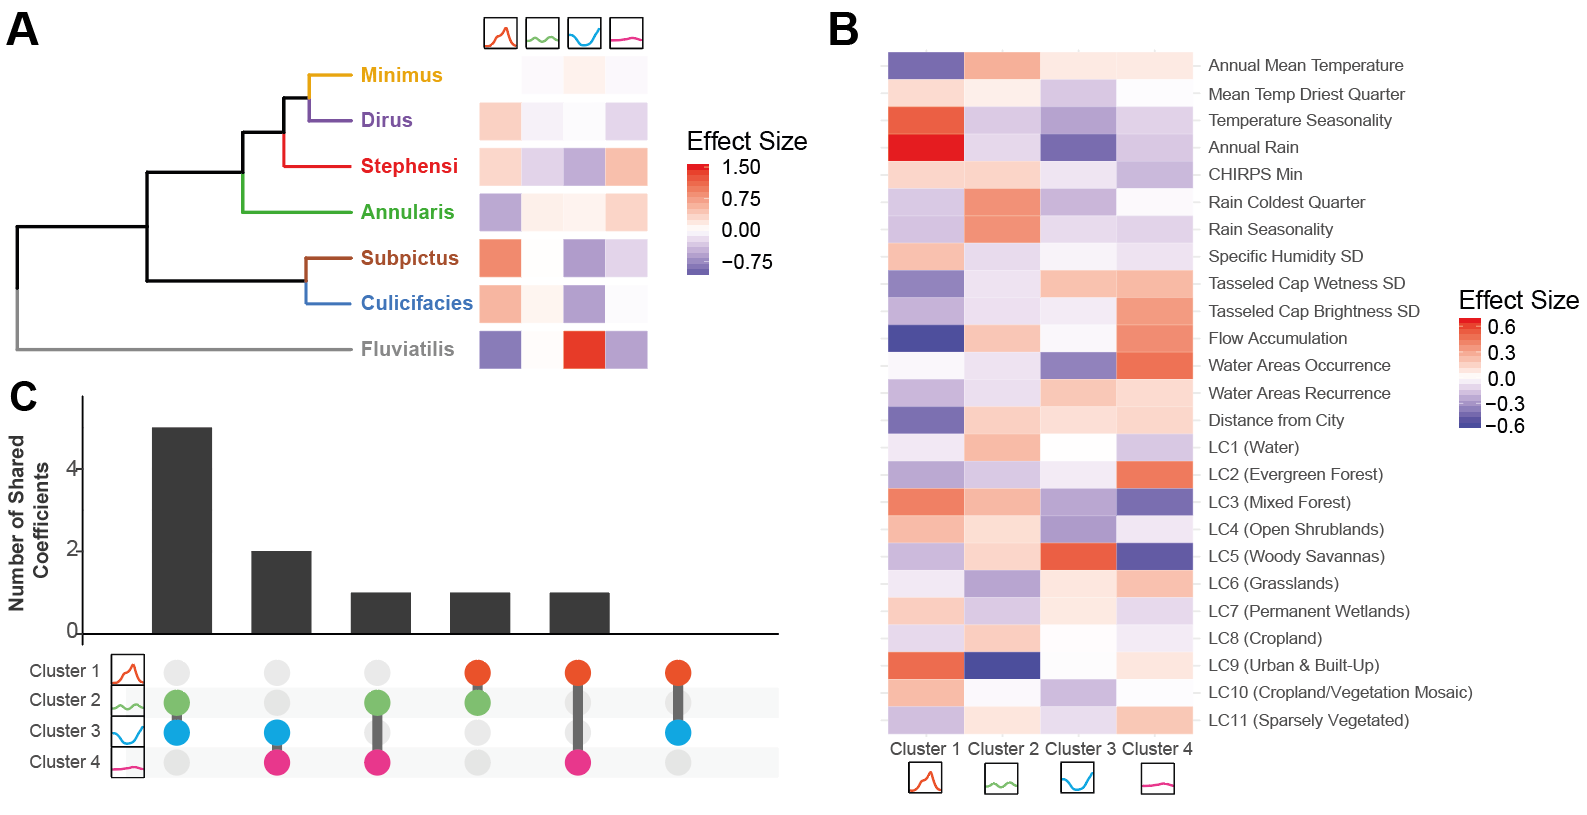 A
Minimus
Dirus
Stephensi
Annularis
Subpictus
Culicifacies
Fluviatilis
Effect Size
1.50
0.75
0.00
−0.75
B
Annual Mean Temperature
Mean Temp Driest Quarter
Temperature Seasonality
Annual Rain
CHIRPS Min
Rain Coldest Quarter
Rain Seasonality
Specific Humidity SD
Tasseled Cap Wetness SD
Tasseled Cap Brightness SD
Flow Accumulation
Water Areas Occurrence
Water Areas Recurrence
Distance from City
LC1 (Water)
LC2 (Evergreen Forest)
LC3 (Mixed Forest)
LC4 (Open Shrublands)
LC5 (Woody Savannas)
LC6 (Grasslands)
LC7 (Permanent Wetlands)
LC8 (Cropland)
LC9 (Urban & Built-Up)
LC10 (Cropland/Vegetation Mosaic)
LC11 (Sparsely Vegetated)
Cluster 1 Cluster 2 Cluster 3 Cluster 4
Effect Size
0.6
0.3
0.0
−0.3
−0.6
C
Number of Shared
Coefficients
4
2
0
Cluster 1
Cluster 2
Cluster 3
Cluster 4